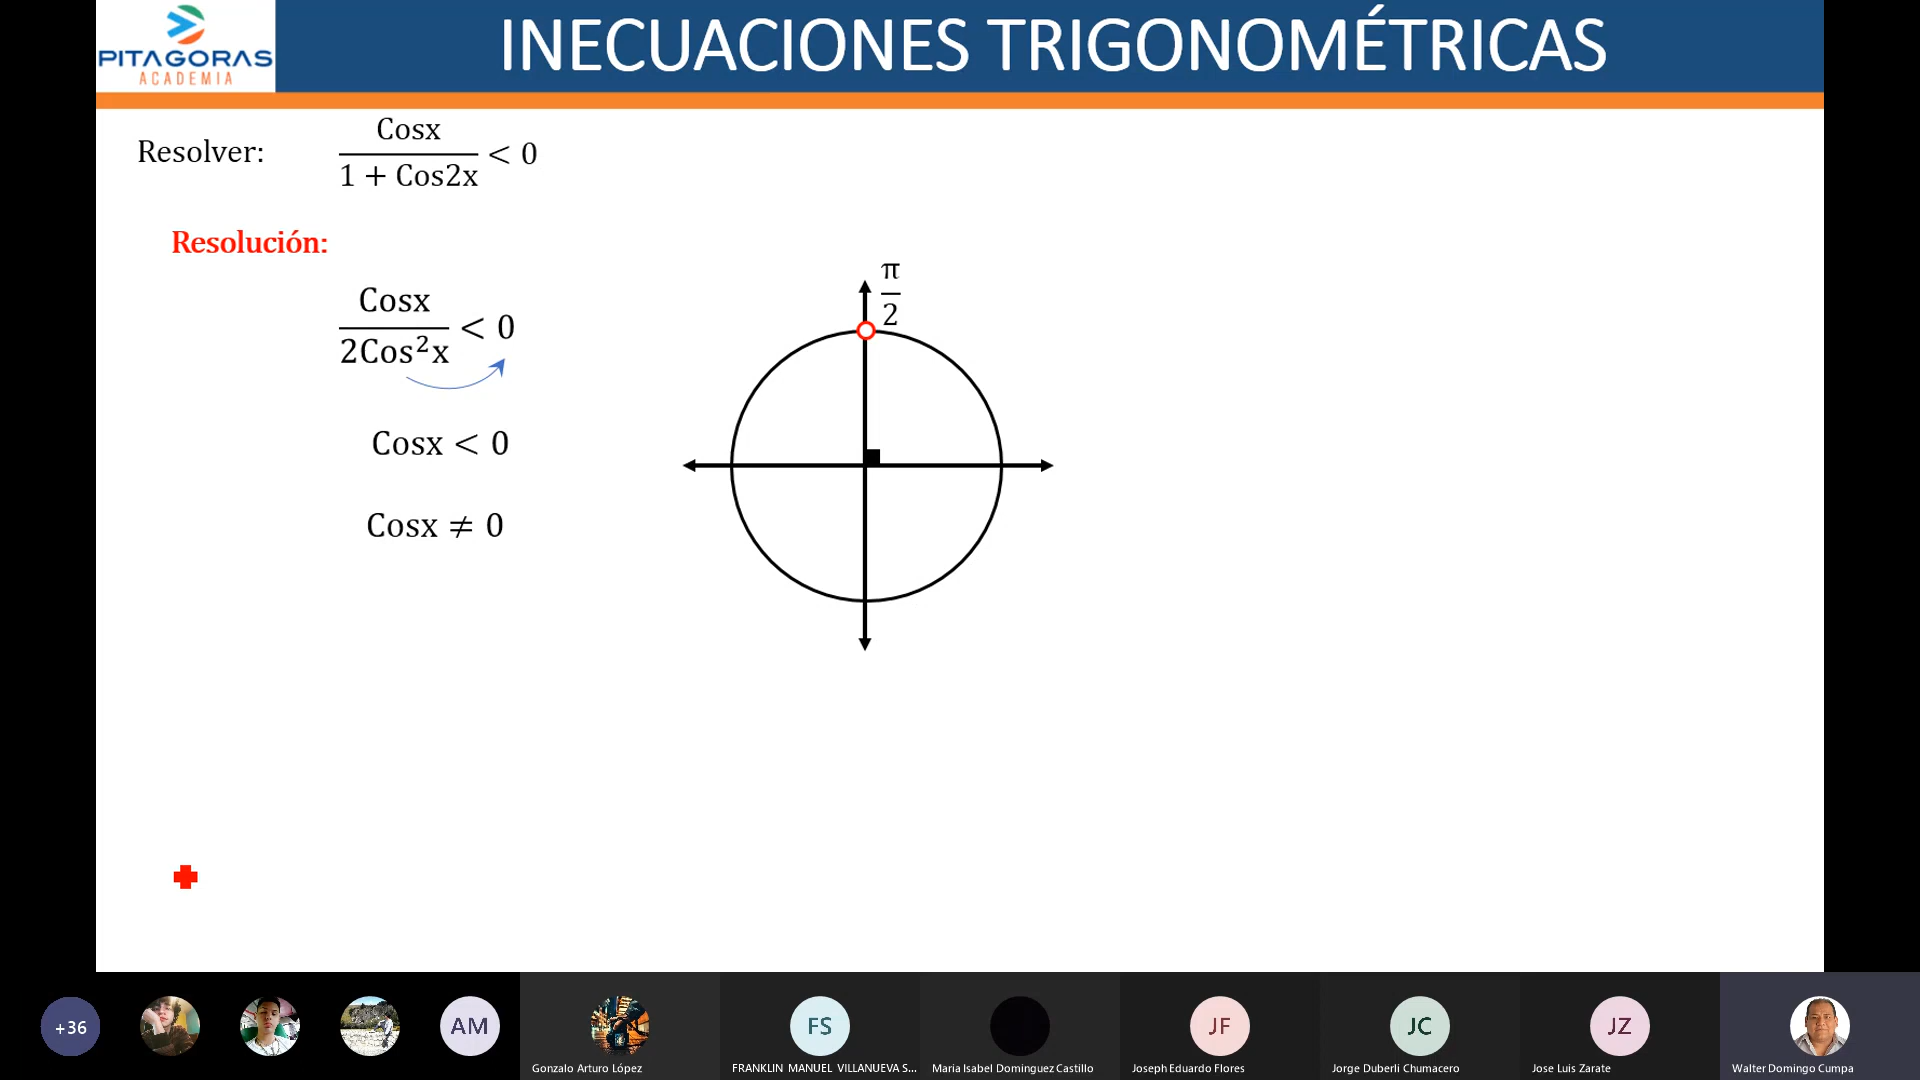 PITAGORAS
ACADEMIA
INECUACIONES TRIGONOMÉTRICAS
Resolver: Cosx / 1 + Cos2x < 0
Resolución:
Cosx / 2Cos²x < 0
Cosx < 0
Cosx ≠ 0
π
2
+36
AM
FS
JF
JC
JZ
Gonzalo Arturo López
FRANKLIN MANUEL VILLANUEVA S...
Maria Isabel Dominguez Castillo
Joseph Eduardo Flores
Jorge Duberli Chumacero
Jose Luis Zarate
Walter Domingo Cumpa